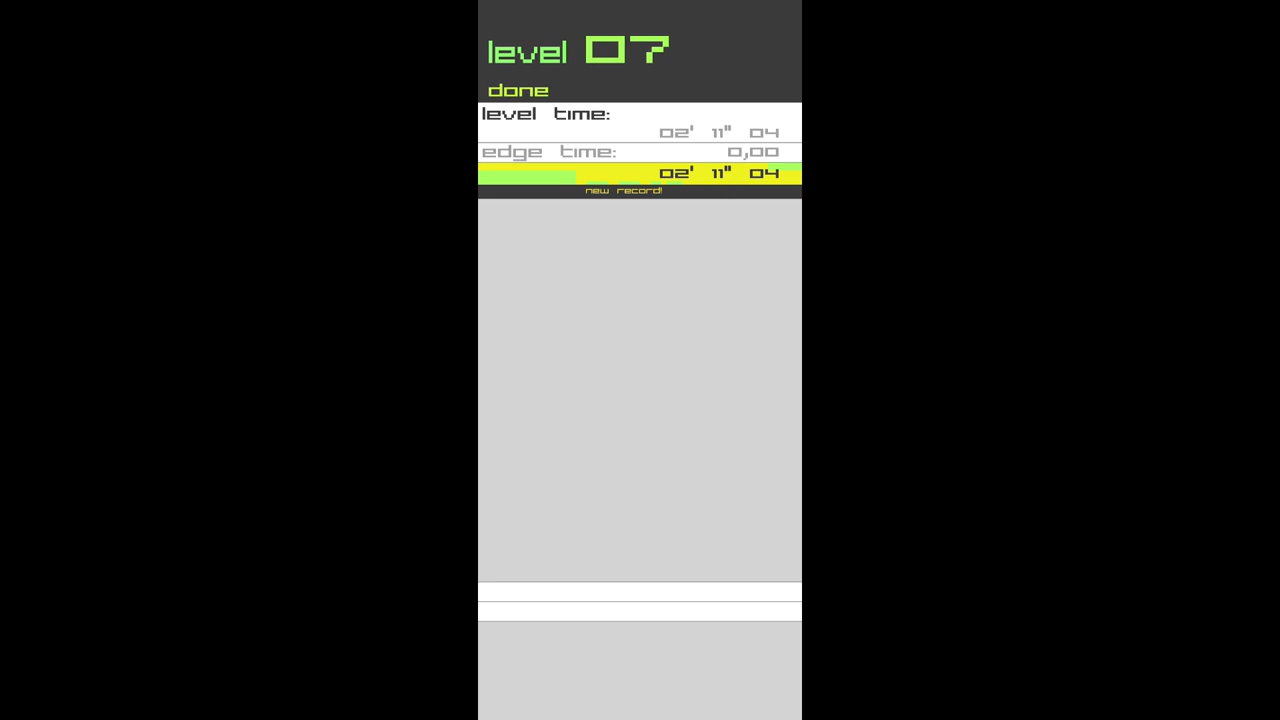 level 07
done
level time:
02' 11" 04
edge time: 0,00
02' 11" 04
new record!